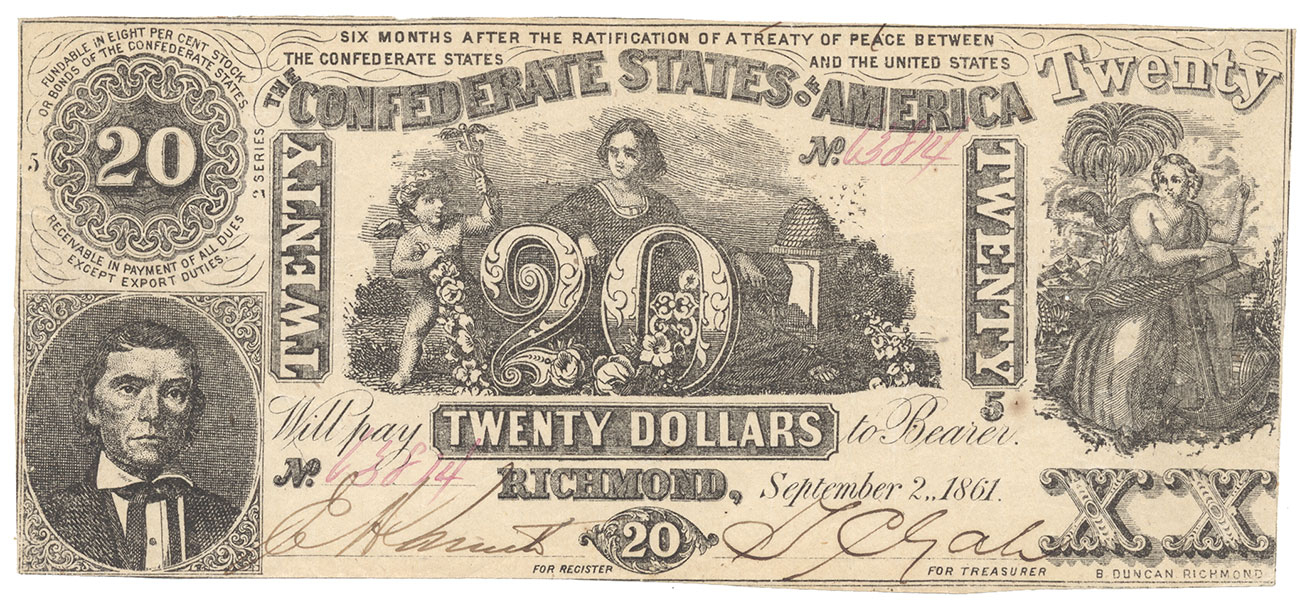 SIX MONTHS AFTER THE RATIFICATION OF A TREATY OF PEACE BETWEEN
THE CONFEDERATE STATES AND THE UNITED STATES
THE CONFEDERATE STATES OF AMERICA
FUNDABLE IN EIGHT PER CENT STOCK
OR BONDS OF THE CONFEDERATE STATES
20
RECEIVABLE IN PAYMENT OF ALL DUES
EXCEPT EXPORT DUTIES.
5
2 SERIES
TWENTY
20
No. 63814
TWENTY
Twenty
5
Will pay TWENTY DOLLARS to Bearer.
No. 63814
RICHMOND, September 2,, 1861.
20
FOR REGISTER
FOR TREASURER
XX
B. DUNCAN RICHMOND